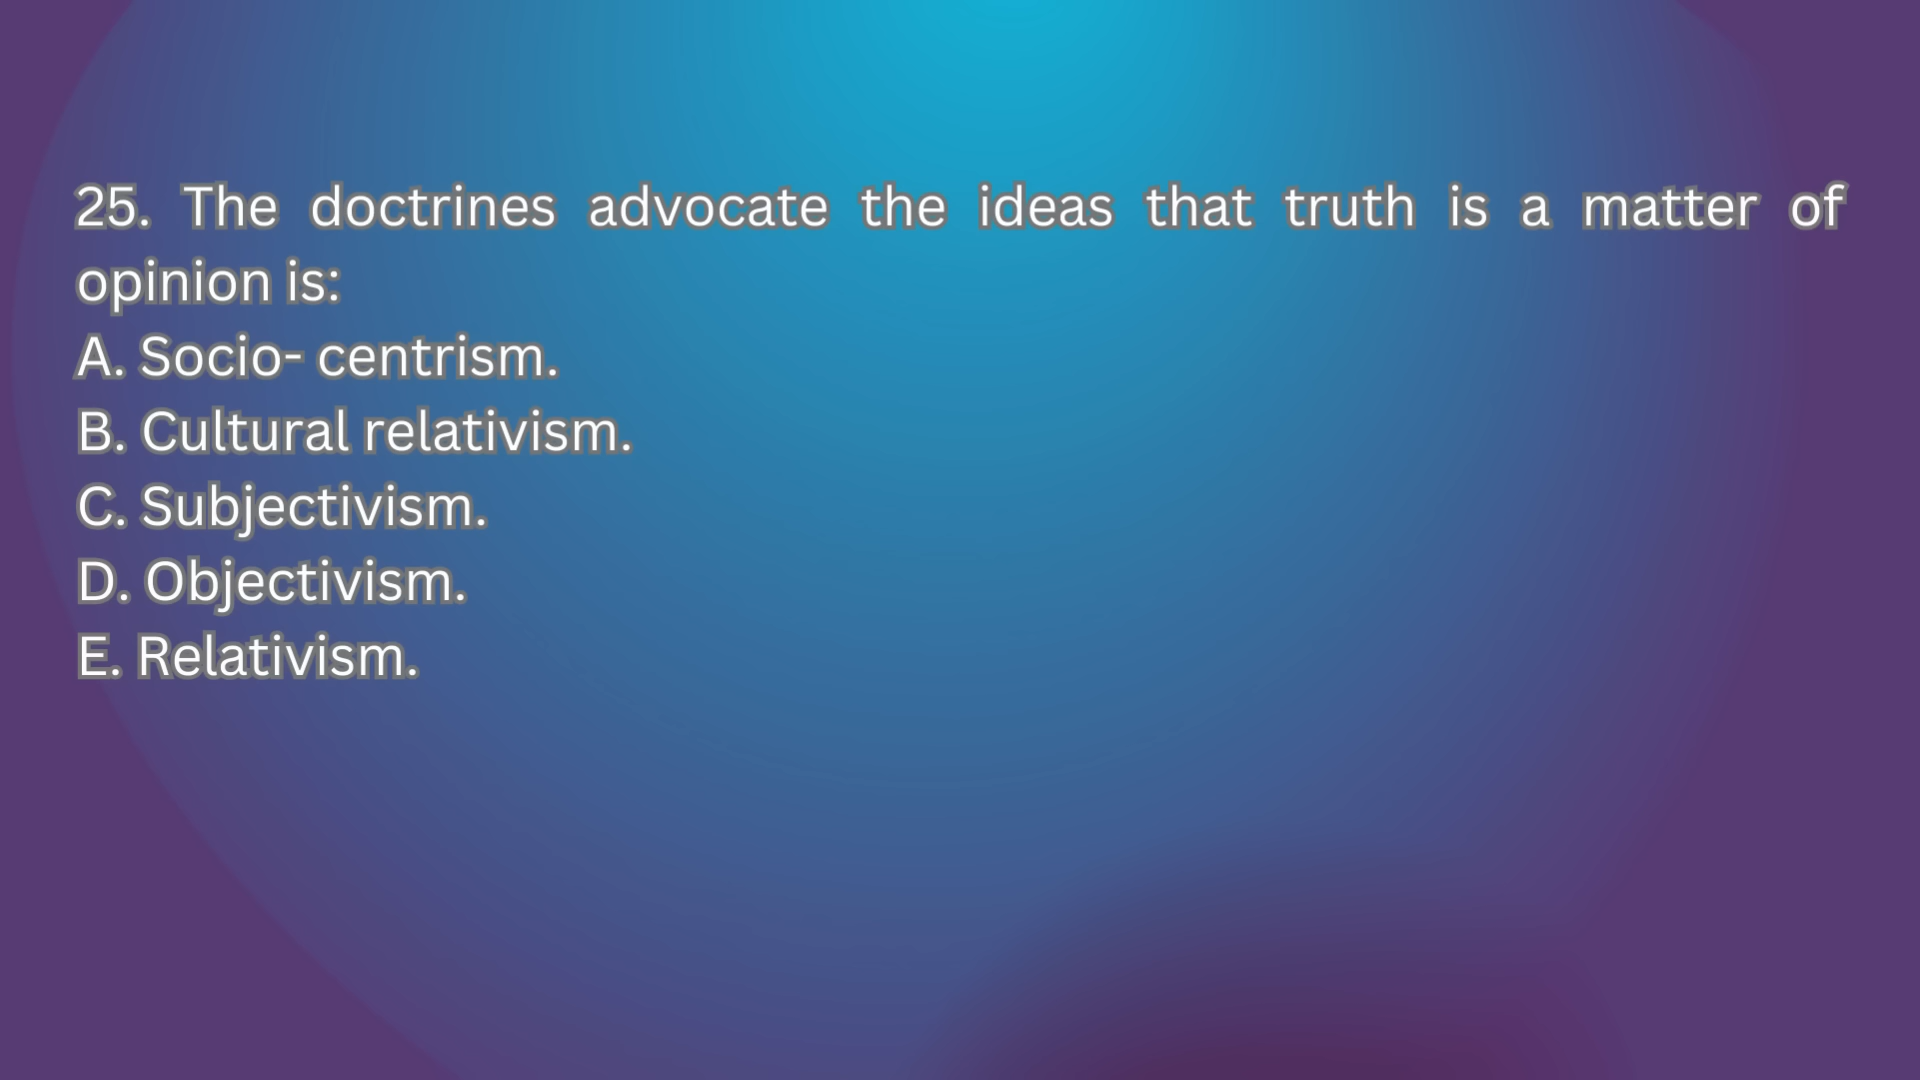 25. The doctrines advocate the ideas that truth is a matter of
opinion is:
A. Socio- centrism.
B. Cultural relativism.
C. Subjectivism.
D. Objectivism.
E. Relativism.